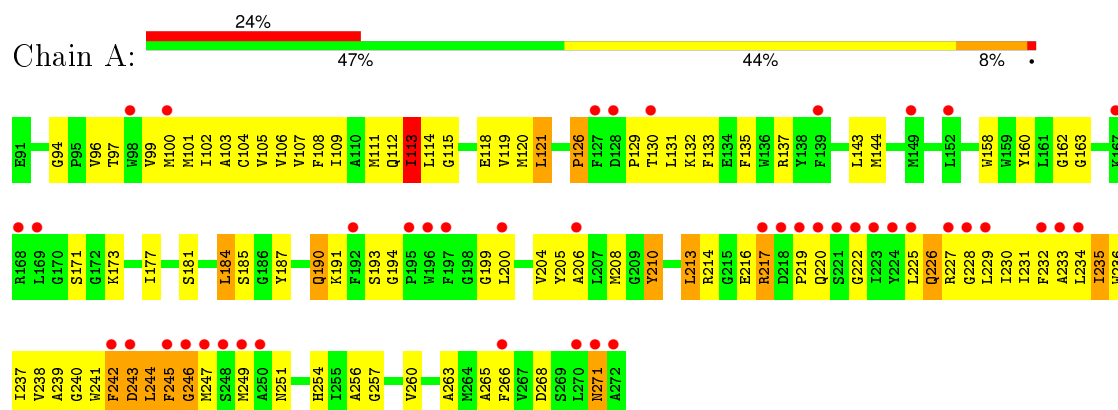 24%
Chain A:
47% 44% 8% •
E91 G94 P95 V96 T97 W98 V99 M100 M101 I102 A103 C104 V105 V106 V107 F108 I109 A110 M111 Q112 I113 L114 G115 E118 V119 M120 L121 P126 F127 D128 P129 T130 L131 K132 F133 E134 F135 W136 R137 Y138 F139 L143 M144 M149 L152 W158 W159 Y160 L161 G162 G163 K167
R168 L169 G170 S171 G172 K173 I177 S181 L184 S185 G186 Y187 Q190 K191 F192 S193 G194 P195 W196 F197 G198 G199 L200 V204 Y205 A206 L207 M208 G209 Y210 L213 R214 G215 E216 R217 D218 P219 Q220 S221 G222 I223 Y224 L225 Q226 R227 G228 L229 I230 I231 F232 A233 L234 I235 W236
I237 V238 A239 G240 W241 F242 D243 L244 F245 G246 M247 S248 M249 A250 N251 H254 I255 A256 G257 V260 A263 M264 A265 F266 V267 D268 S269 L270 N271 A272